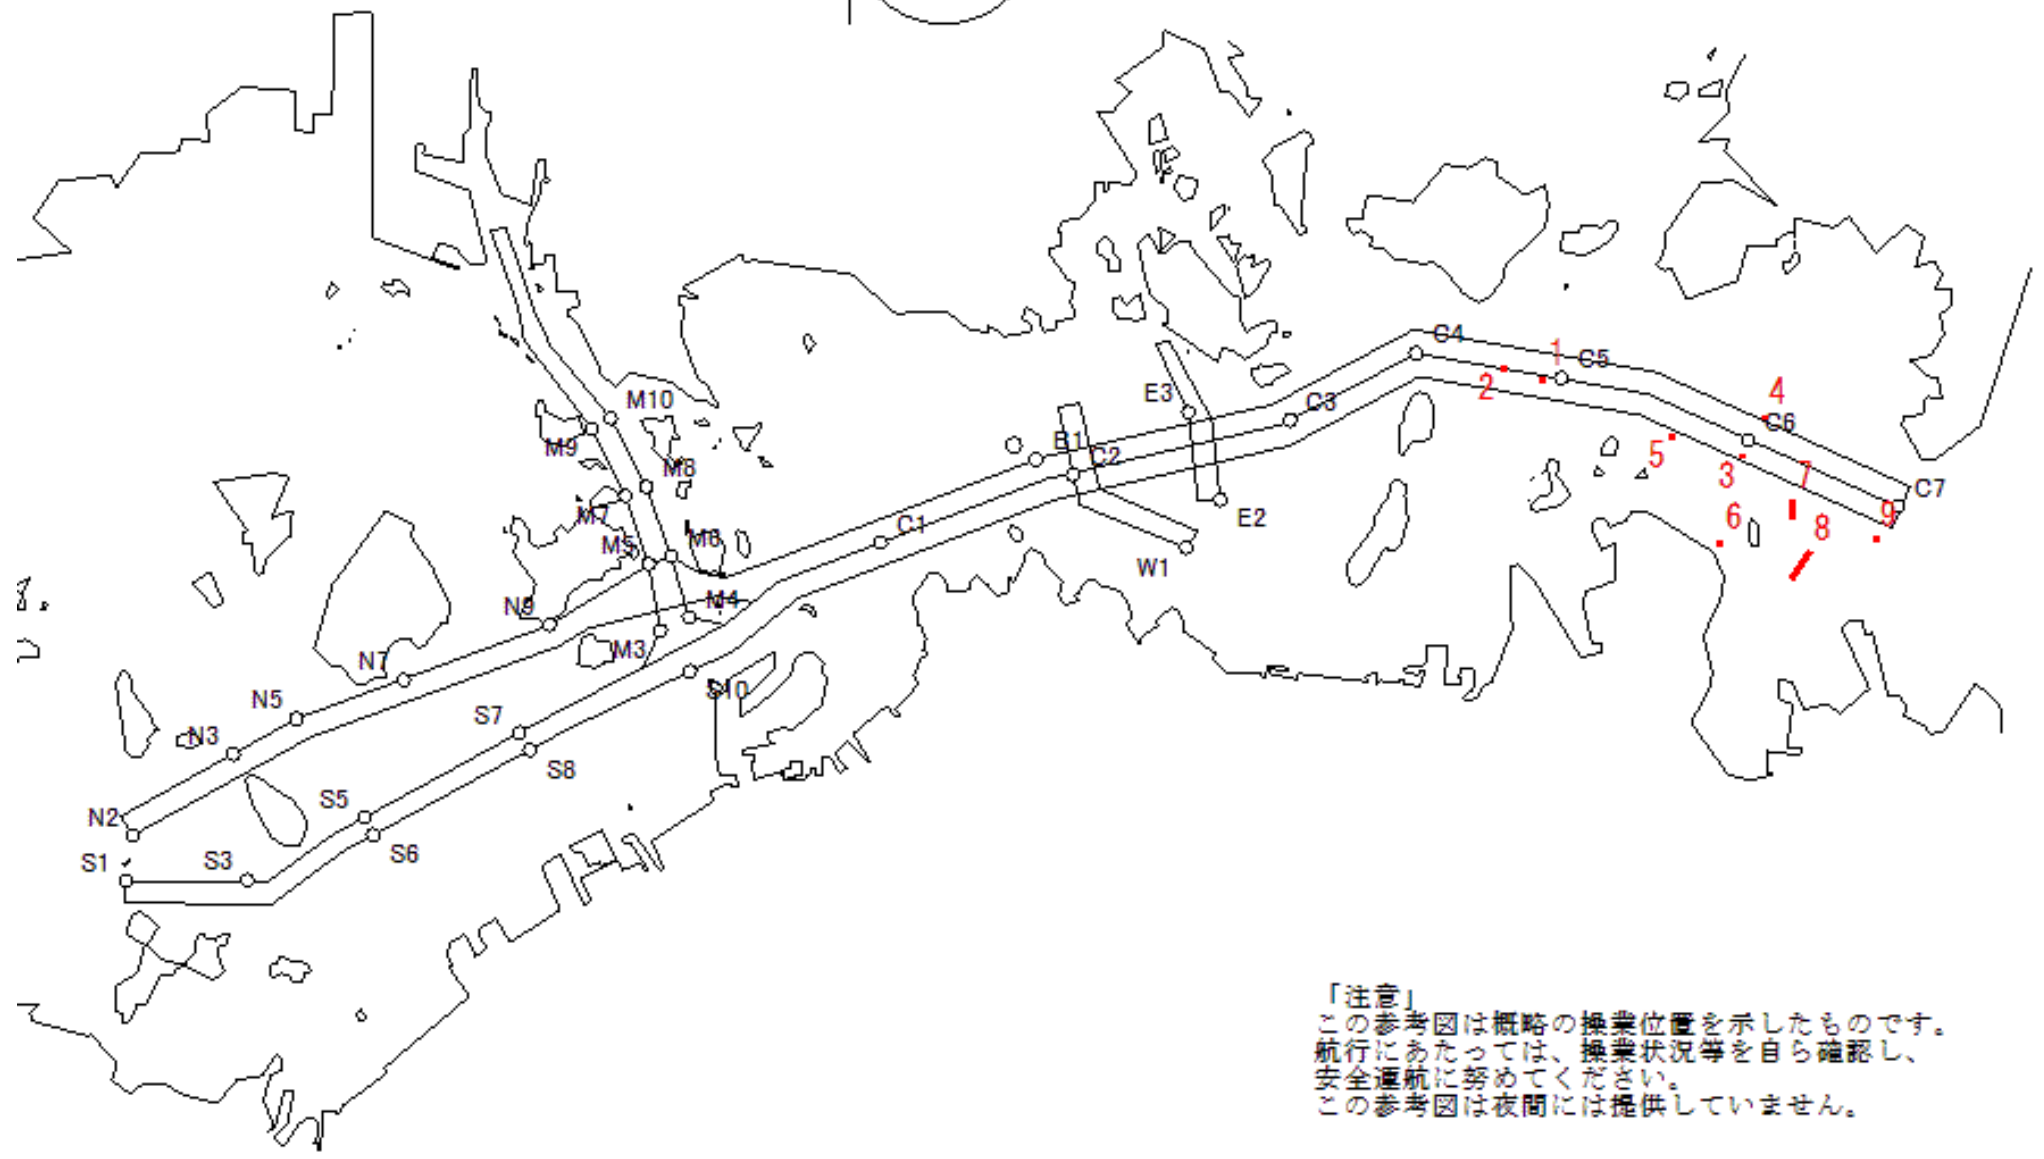 C4
1
C5
2
4
E3
C3
C6
M10
B1
M9
C2
5
M8
3
7
C7
M7
E2
6
9
8
C1
M5
M6
W1
N9
M4
M3
N7
S10
N5
S7
N3
S8
S5
N2
S6
S1
S3
「注意」
この参考図は概略の操業位置を示したものです。
航行にあたっては、操業状況等を自ら確認し、
安全運航に努めてください。
この参考図は夜間には提供していません。